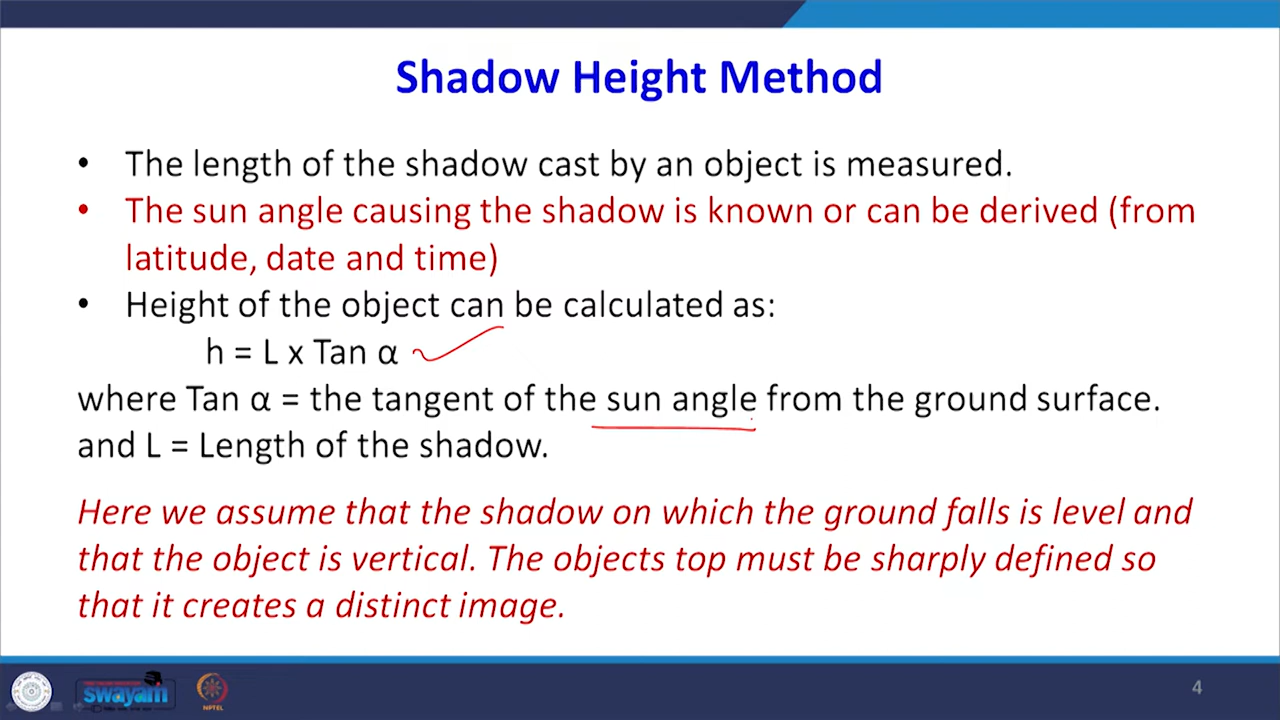 Shadow Height Method
• The length of the shadow cast by an object is measured.
• The sun angle causing the shadow is known or can be derived (from
latitude, date and time)
• Height of the object can be calculated as:
h = L x Tan α
where Tan α = the tangent of the sun angle from the ground surface.
and L = Length of the shadow.
Here we assume that the shadow on which the ground falls is level and
that the object is vertical. The objects top must be sharply defined so
that it creates a distinct image.
swayam
NPTEL
4